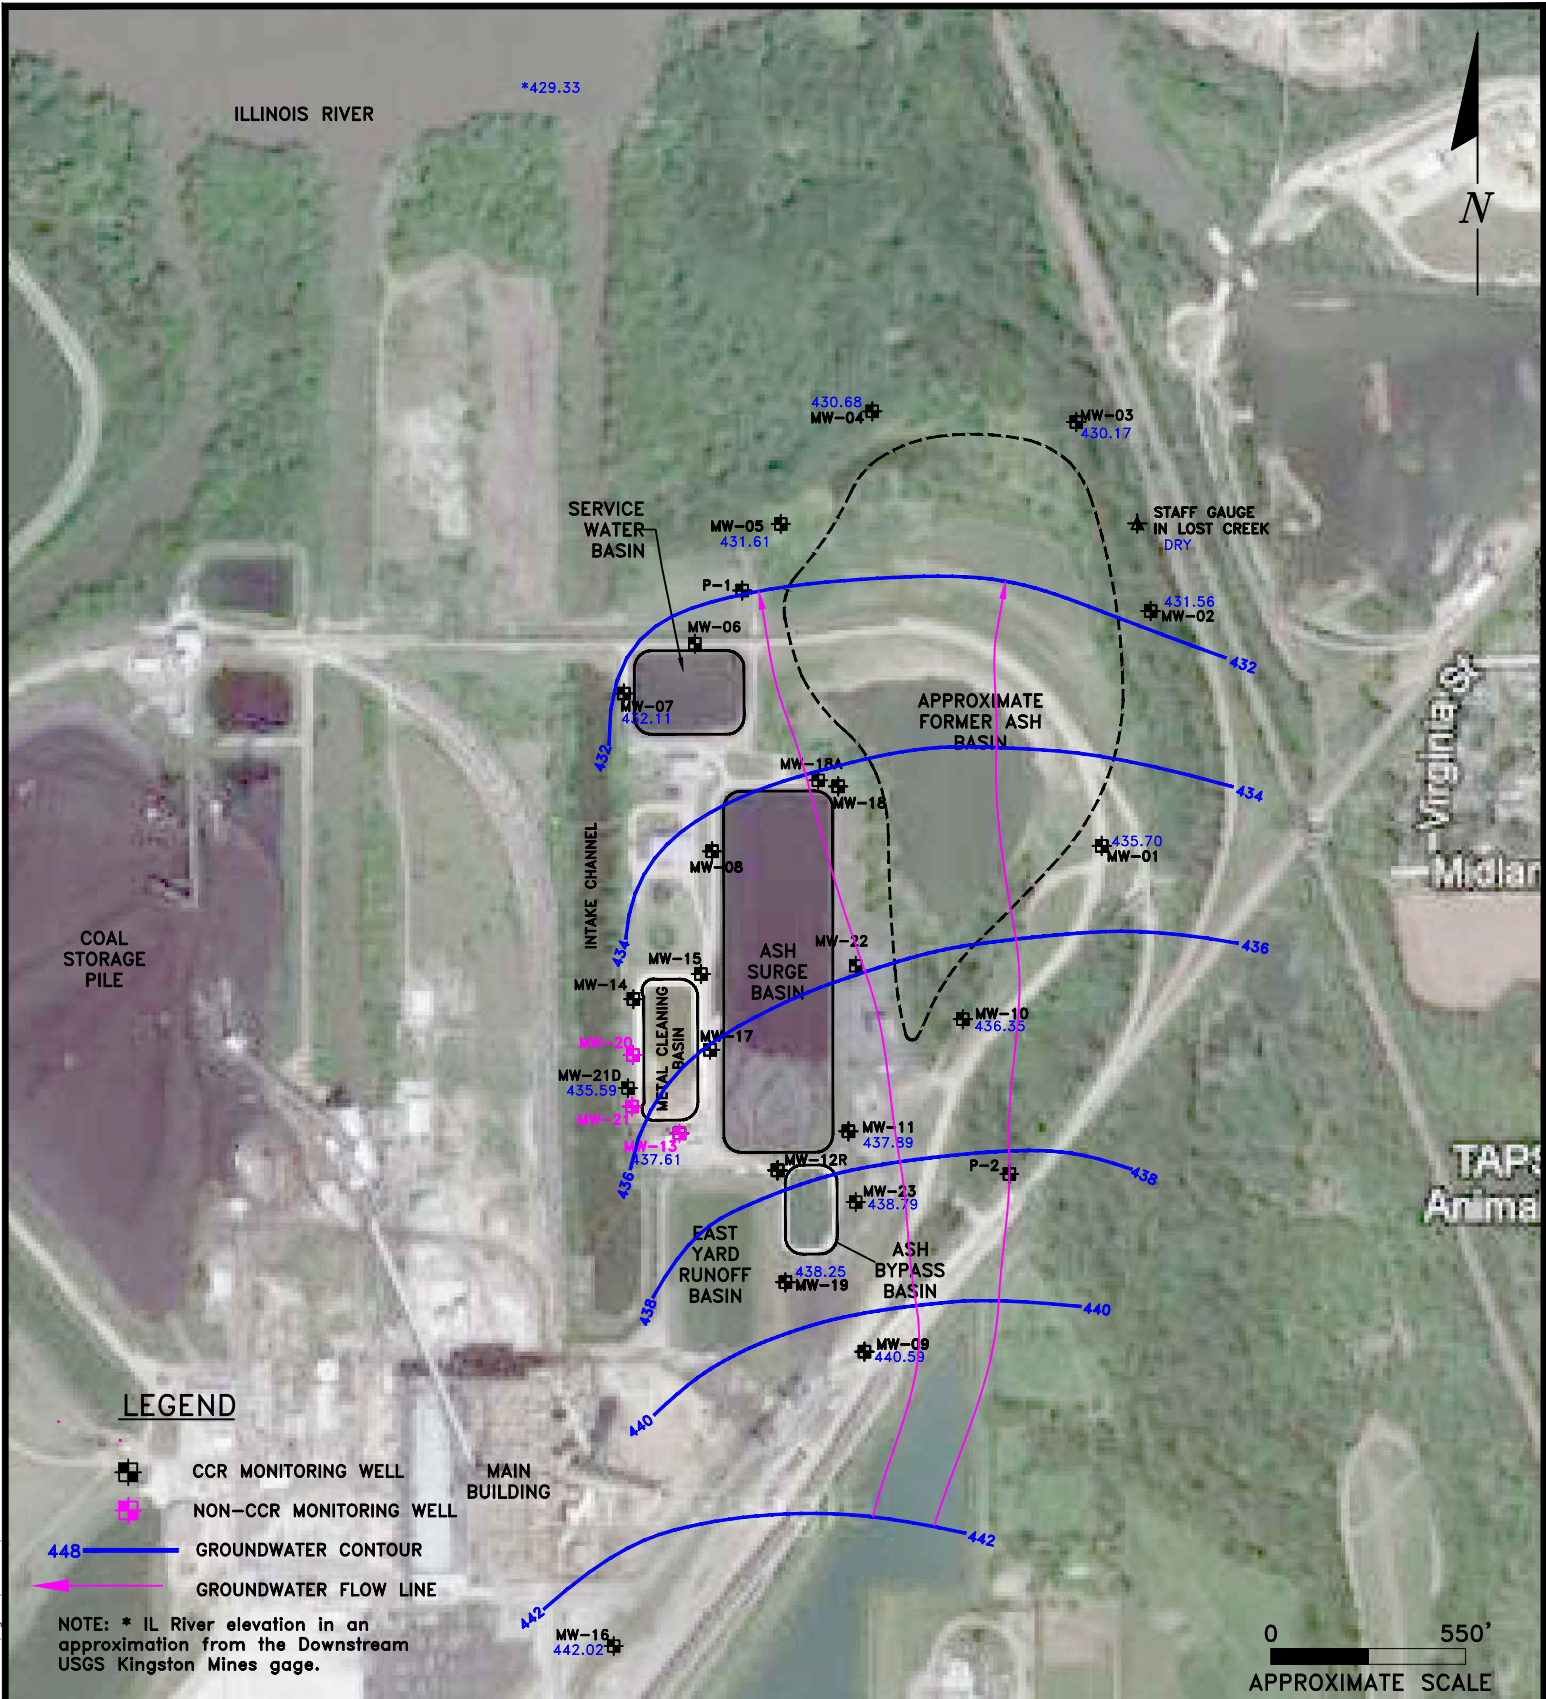 *429.33
ILLINOIS RIVER
N
430.68
MW-04
MW-03
430.17
SERVICE
WATER
BASIN
MW-05
431.61
STAFF GAUGE
IN LOST CREEK
DRY
P-1
431.56
MW-02
MW-06
432
MW-07
432.11
432
APPROXIMATE
FORMER ASH
BASIN
Virginia St
MW-18A
MW-18
434
435.70
MW-01
MW-08
INTAKE CHANNEL
434
COAL
STORAGE
PILE
MW-22
436
ASH
SURGE
BASIN
MW-15
MW-14
METAL CLEANING
BASIN
MW-10
436.35
MW-17
MW-20
MW-21D
435.59
MW-21
MW-13
437.61
436
MW-11
437.89
MW-12R
P-2
438
MW-23
438.79
EAST
YARD
RUNOFF
BASIN
ASH
BYPASS
BASIN
438.25
MW-19
438
440
MW-09
440.59
440
LEGEND
CCR MONITORING WELL
NON-CCR MONITORING WELL
448 GROUNDWATER CONTOUR
GROUNDWATER FLOW LINE
NOTE: * IL River elevation in an
approximation from the Downstream
USGS Kingston Mines gage.
MAIN
BUILDING
442
442
MW-16
442.02
0 550'
APPROXIMATE SCALE